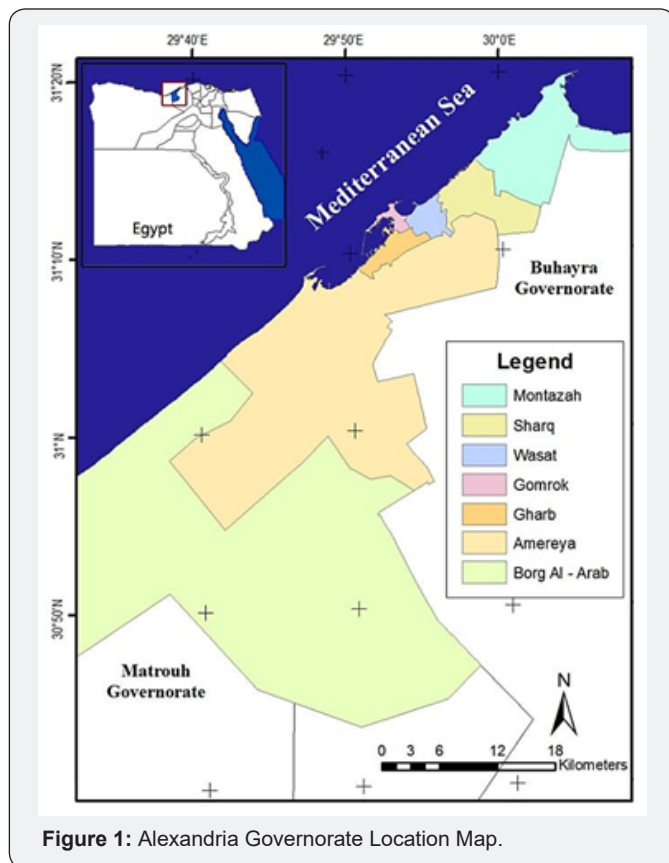 29°40'E 29°50'E 30°0'E
31°20'N
31°10'N
31°N
30°50'N
Egypt
Mediterranean Sea
Buhayra
Governorate
Legend
Montazah
Sharq
Wasat
Gomrok
Gharb
Amereya
Borg Al - Arab
Matrouh
Governorate
N
0 3 6 12 18
Kilometers
Figure 1: Alexandria Governorate Location Map.